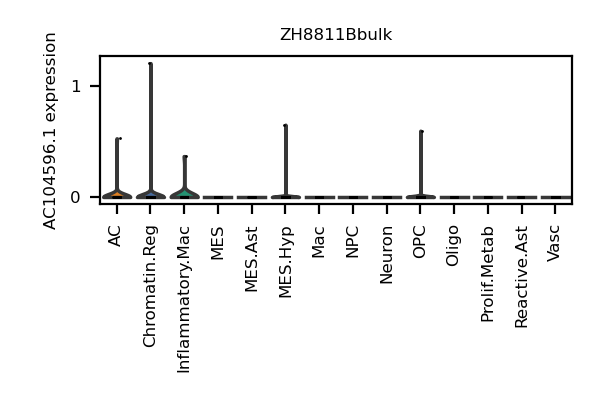 ZH8811Bbulk
AC104596.1 expression
1
0
AC
Chromatin.Reg
Inflammatory.Mac
MES
MES.Ast
MES.Hyp
Mac
NPC
Neuron
OPC
Oligo
Prolif.Metab
Reactive.Ast
Vasc